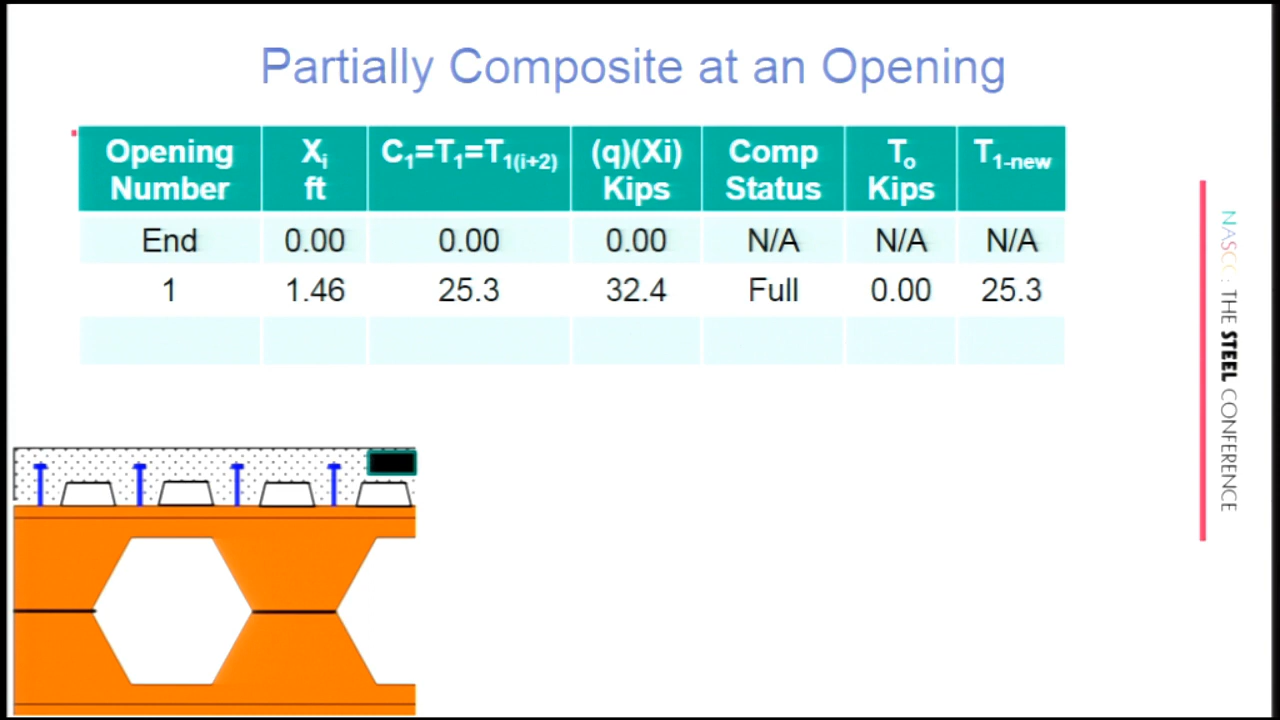 Partially Composite at an Opening
Opening Number Xi ft C1=T1=T1(i+2) (q)(Xi) Kips Comp Status To Kips T1-new
End 0.00 0.00 0.00 N/A N/A N/A
1 1.46 25.3 32.4 Full 0.00 25.3
NASCC: THE STEEL CONFERENCE